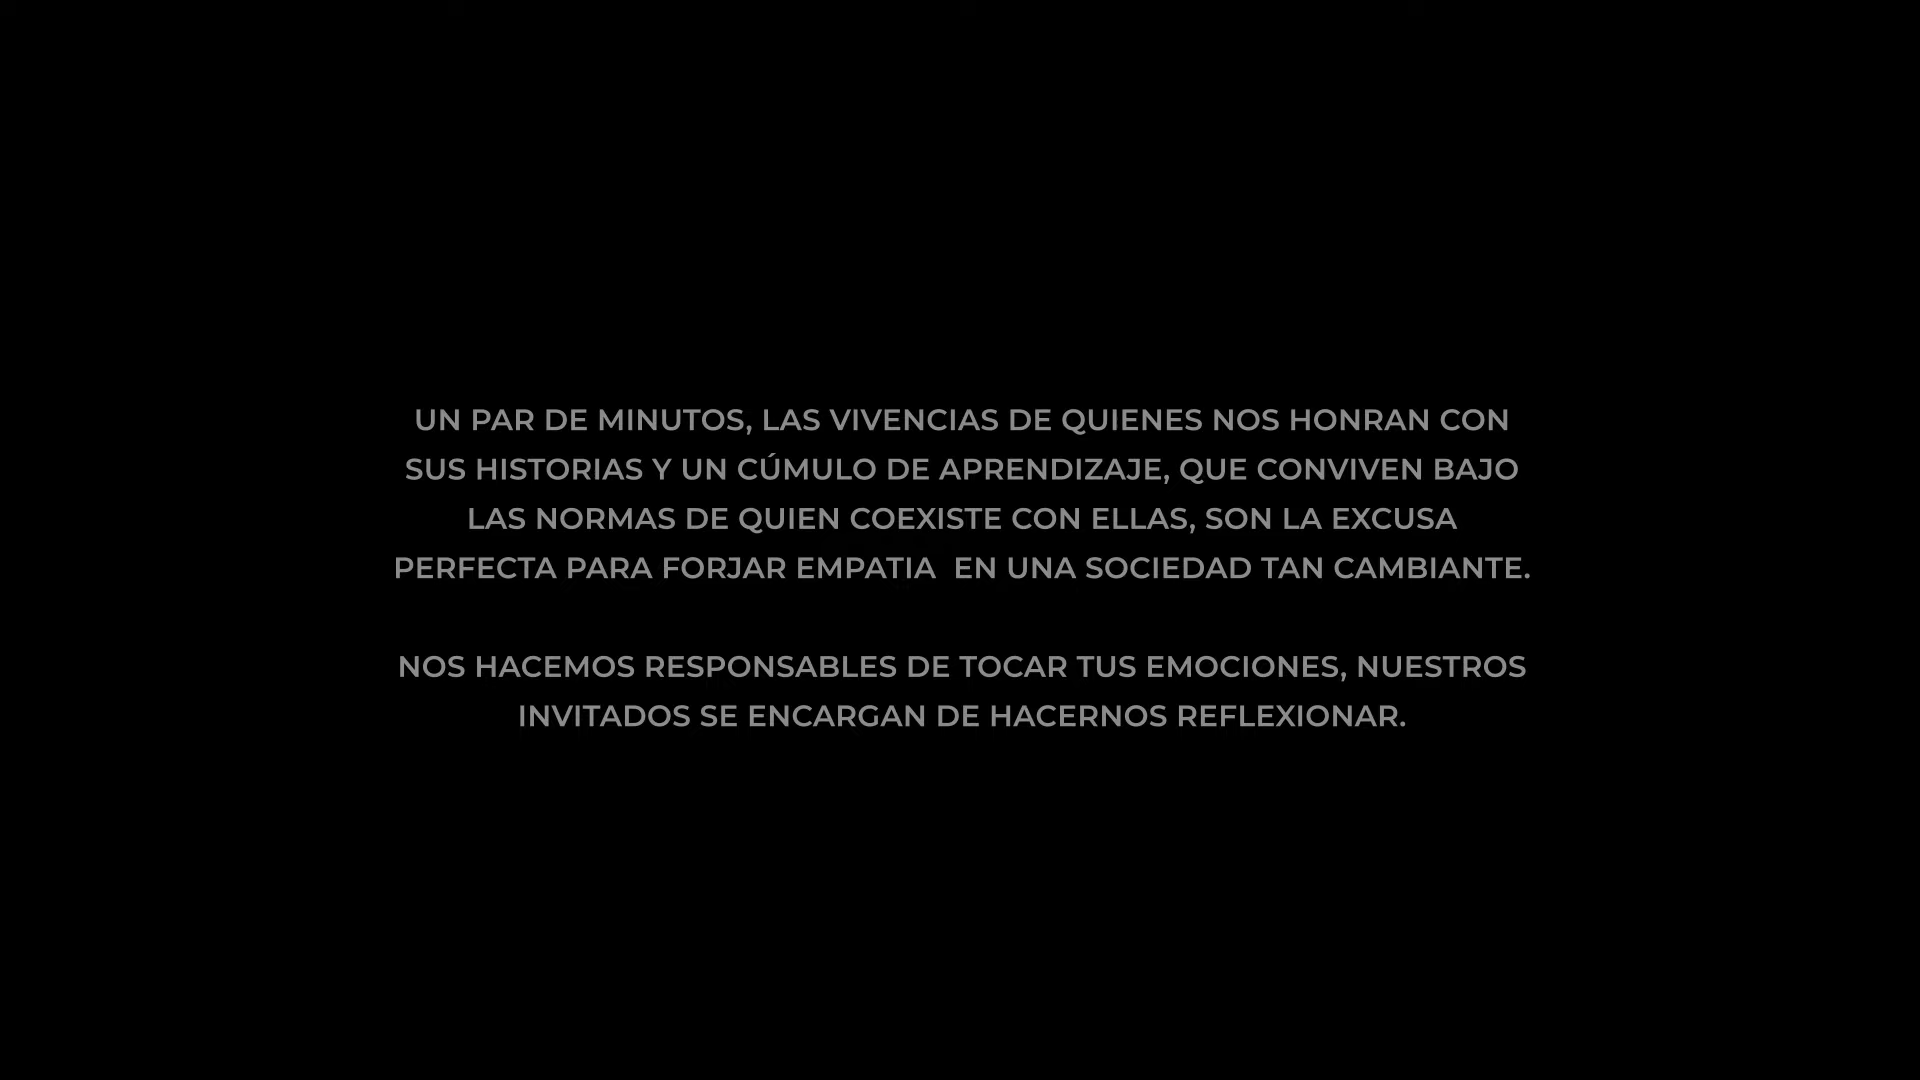 UN PAR DE MINUTOS, LAS VIVENCIAS DE QUIENES NOS HONRAN CON
SUS HISTORIAS Y UN CÚMULO DE APRENDIZAJE, QUE CONVIVEN BAJO
LAS NORMAS DE QUIEN COEXISTE CON ELLAS, SON LA EXCUSA
PERFECTA PARA FORJAR EMPATIA  EN UNA SOCIEDAD TAN CAMBIANTE.
NOS HACEMOS RESPONSABLES DE TOCAR TUS EMOCIONES, NUESTROS
INVITADOS SE ENCARGAN DE HACERNOS REFLEXIONAR.